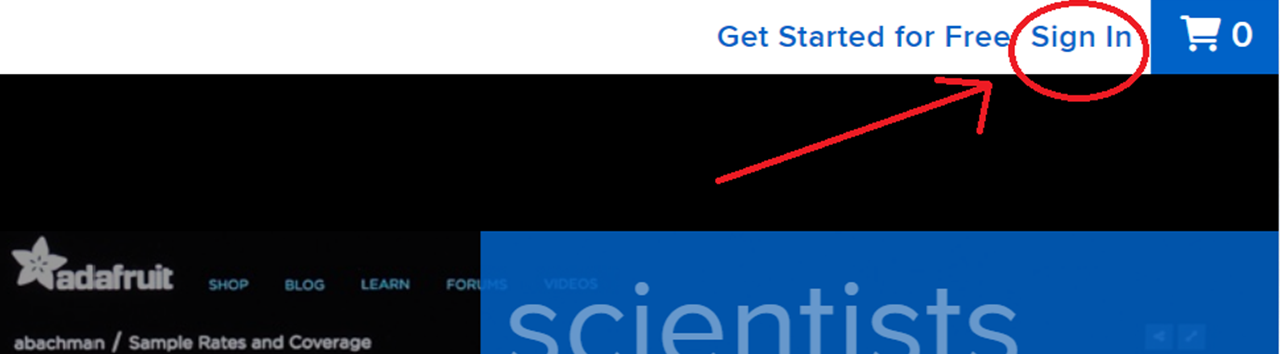 Get Started for Free Sign In 0
adafruit SHOP BLOG LEARN FORUMS VIDEOS
scientists
abachman / Sample Rates and Coverage